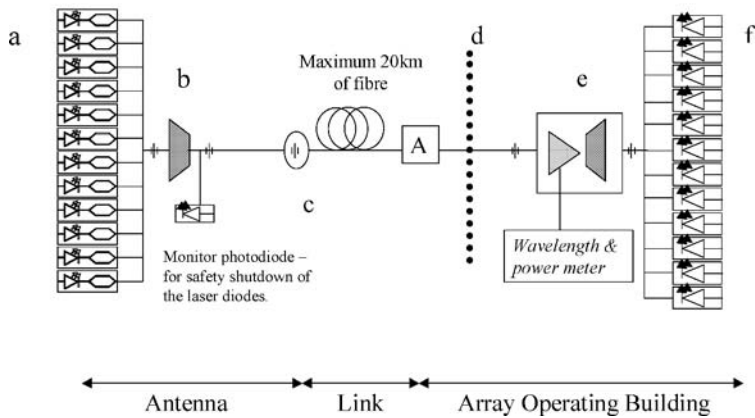 a
b
Maximum 20km
of fibre
c
A
d
e
f
Monitor photodiode –
for safety shutdown of
the laser diodes.
Wavelength &
power meter
Antenna
Link
Array Operating Building